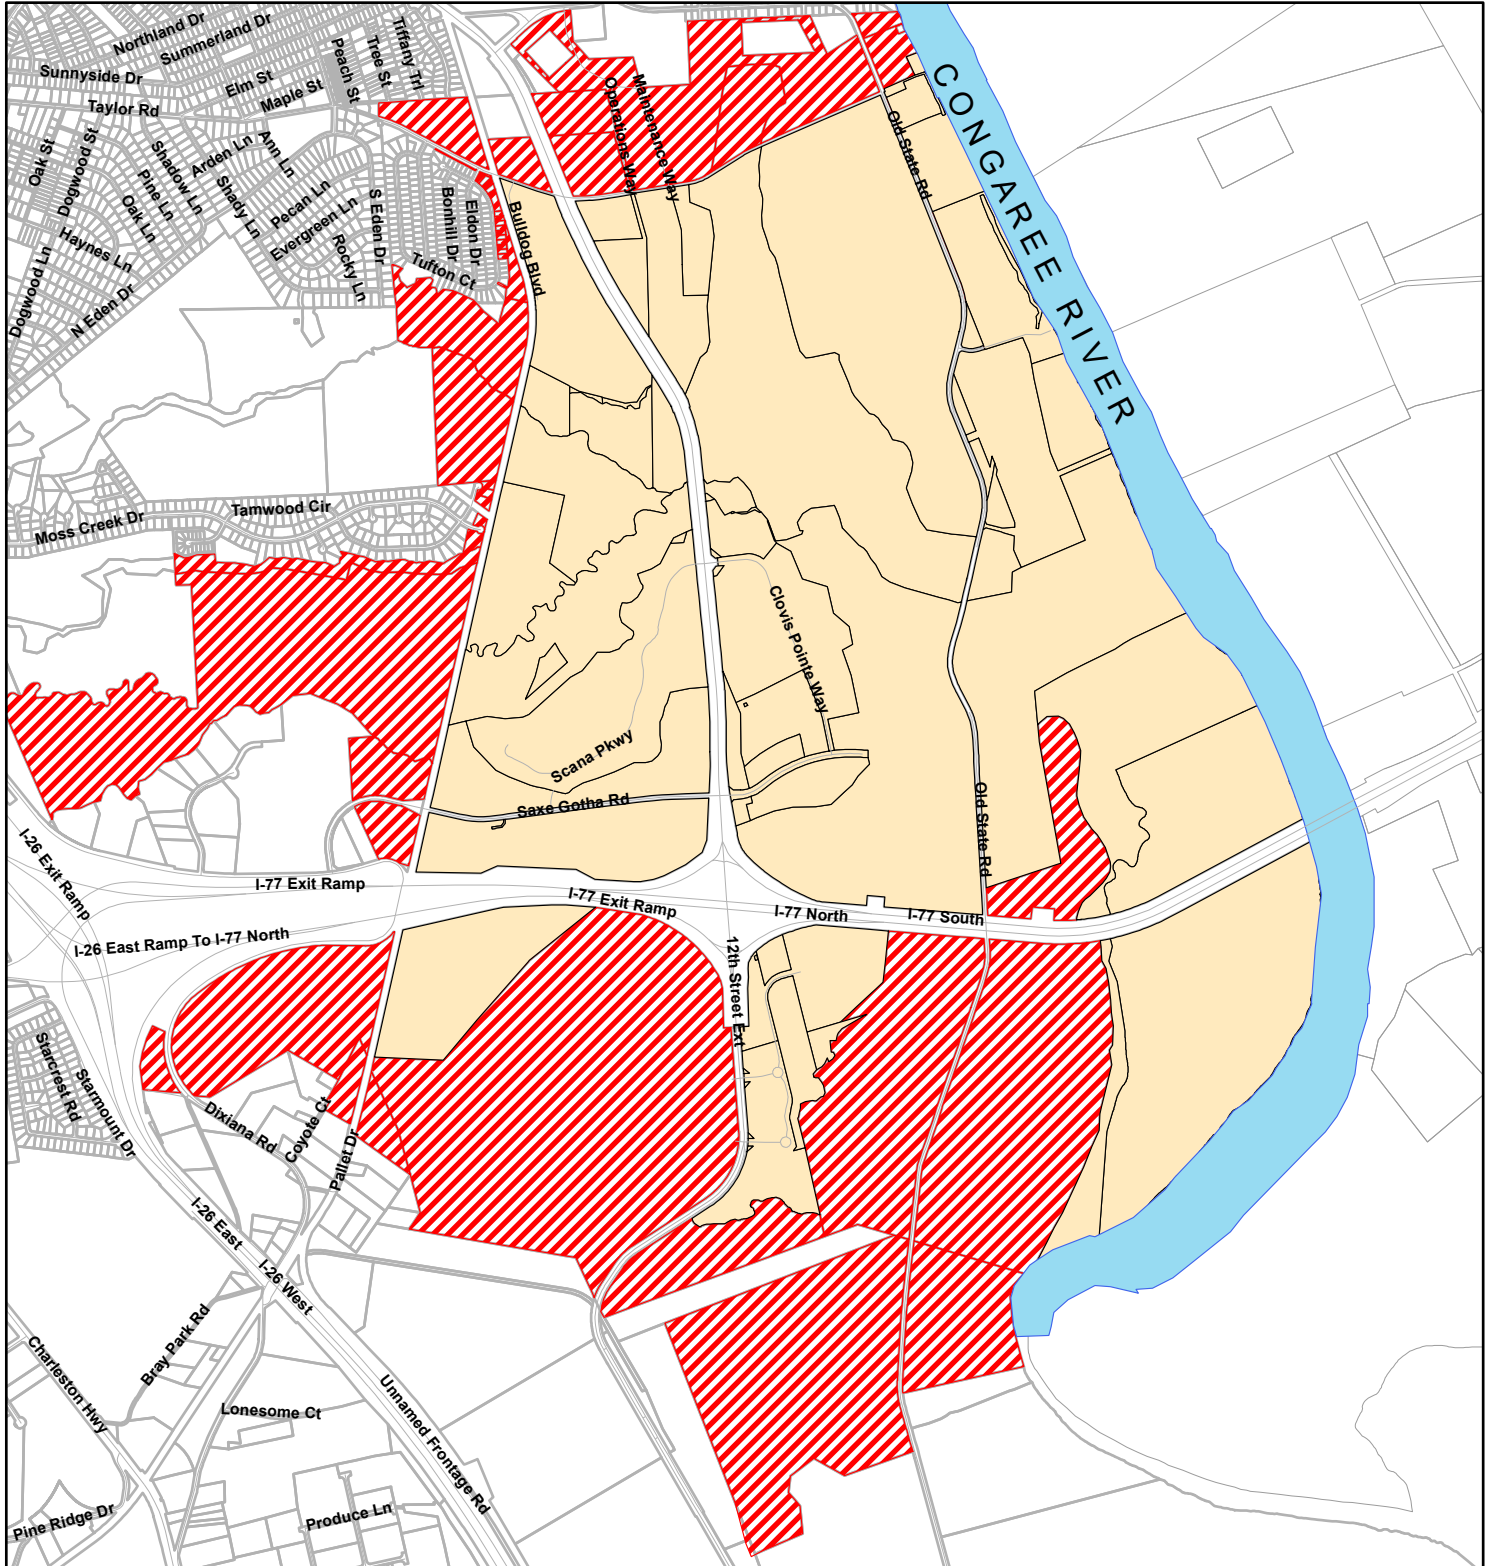 Northland Dr
Summerland Dr
Sunnyside Dr
Elm St
Maple St
Peach St
Tree St
Tiffany Trl
Taylor Rd
Operations Way
Maintenance Way
Old State Rd
CONGAREE RIVER
Oak St
Dogwood St
Shadow Ln
Pine Ln
Oak Ln
Arden Ln
Ann Ln
Shady Ln
Pecan Ln
Evergreen Ln
Rocky Ln
S Eden Dr
Bonhill Dr
Eldon Dr
Tufton Ct
Bulldog Blvd
Haynes Ln
Dogwood Ln
N Eden Dr
Tamwood Cir
Moss Creek Dr
Clovis Pointe Way
Scana Pkwy
Saxe Gotha Rd
Old State Rd
I-26 Exit Ramp
I-77 Exit Ramp
I-77 Exit Ramp
I-77 North
I-77 South
I-26 East Ramp To I-77 North
12th Street Ext
Starcrest Rd
Starmount Dr
Dixiana Rd
Coyote Ct
Pallet Dr
I-26 East
I-26 West
Bray Park Rd
Charleston Hwy
Unnamed Frontage Rd
Lonesome Ct
Produce Ln
Pine Ridge Dr